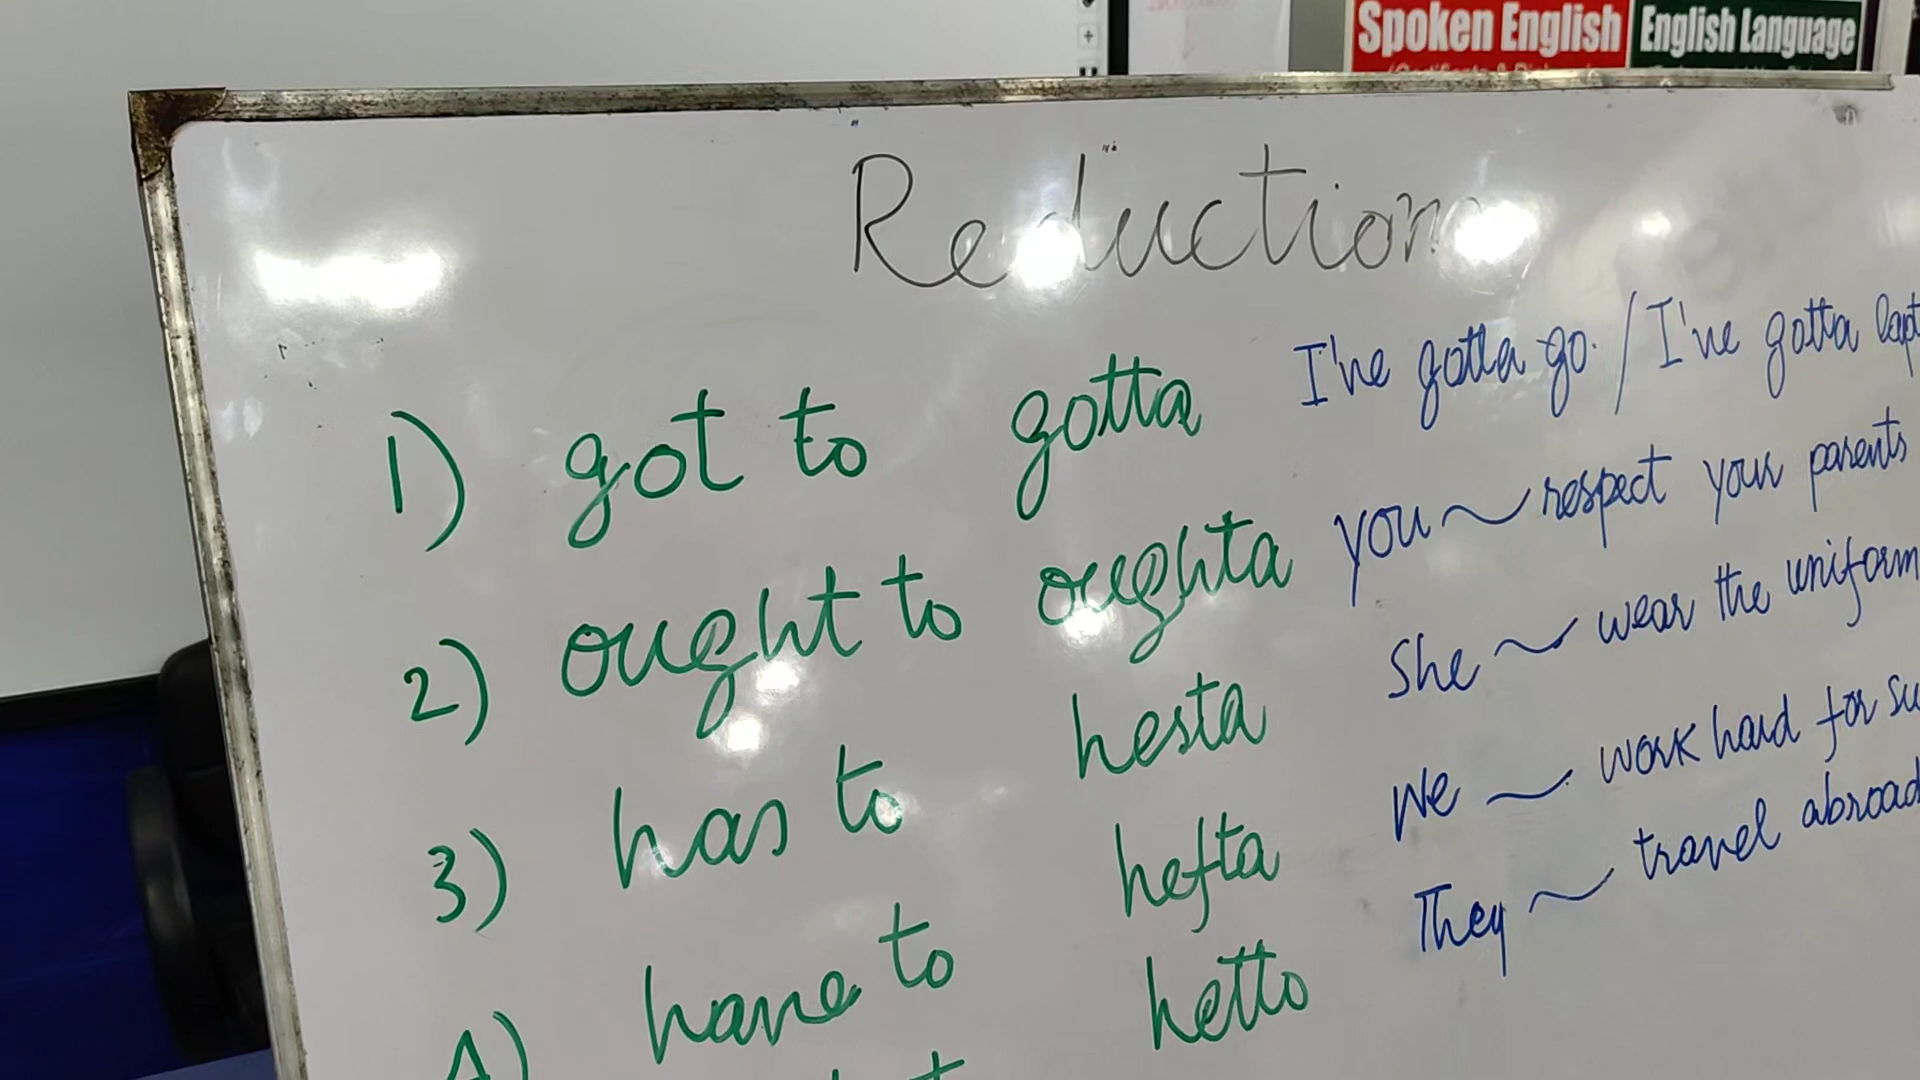 Spoken English English Language
Reductions
1) got to gotta I've gotta go. / I've gotta
2) ought to oughta you ~ respect your parents
3) has to hesta She ~ wear the uniform
4) have to hefta We ~ work hard for
hetto They ~ travel abroad